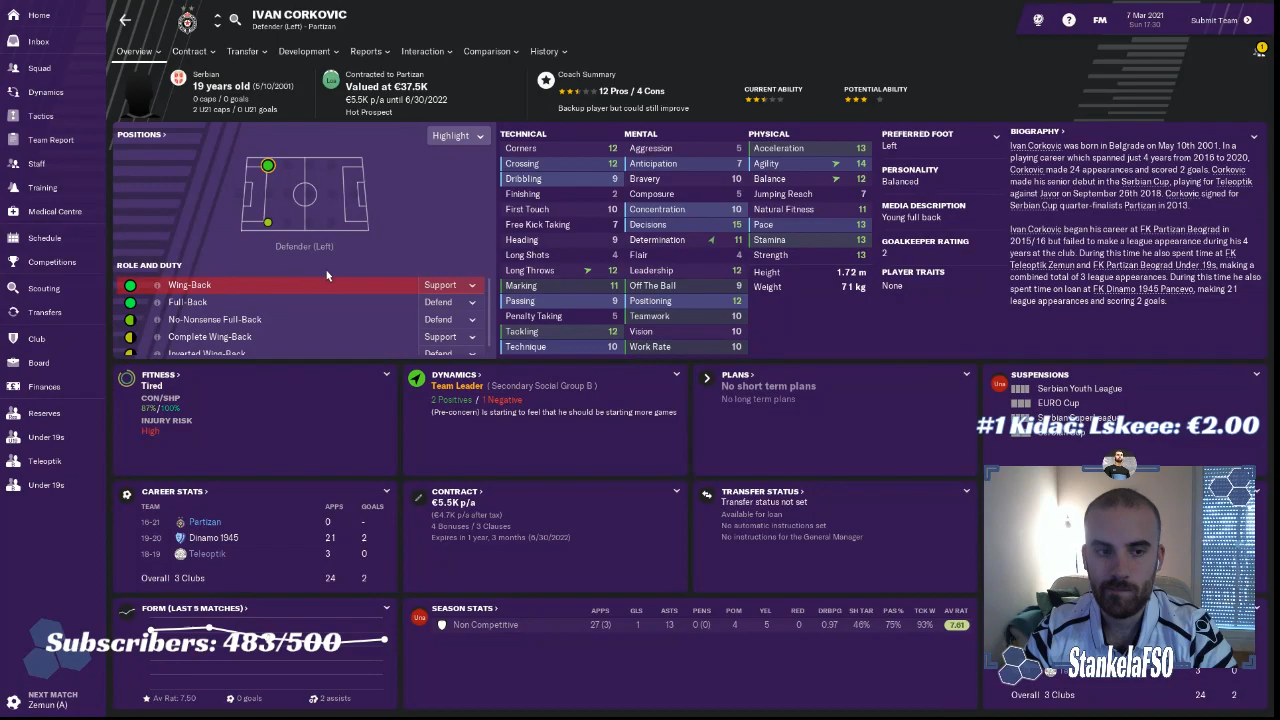 Home
Inbox
Squad
Dynamics
Tactics
Team Report
Staff
Training
Medical Centre
Schedule
Competitions
Scouting
Transfers
Club
Board
Finances
Reserves
Under 19s
Teleoptik
Under 19s
NEXT MATCH
Zemun (A)
IVAN CORKOVIC
Defender (Left) - Partizan
7 Mar 2021
Sun 17:30
FM
Submit Team
1
Overview
Contract
Transfer
Development
Reports
Interaction
Comparison
History
Serbian
19 years old (5/10/2001)
0 caps / 0 goals
2 U21 caps / 0 U21 goals
Lua
Contracted to Partizan
Valued at €37.5K
€5.5K p/a until 6/30/2022
Hot Prospect
Coach Summary
12 Pros / 4 Cons
Backup player but could still improve
CURRENT ABILITY
POTENTIAL ABILITY
POSITIONS
Highlight
Defender (Left)
ROLE AND DUTY
Wing-Back Support
Full-Back Defend
No-Nonsense Full-Back Defend
Complete Wing-Back Support
Inverted Wing-Back Defend
TECHNICAL
Corners 12
Crossing 12
Dribbling 9
Finishing 2
First Touch 10
Free Kick Taking 7
Heading 9
Long Shots 4
Long Throws 12
Marking 11
Passing 9
Penalty Taking 5
Tackling 12
Technique 10
MENTAL
Aggression 5
Anticipation 7
Bravery 10
Composure 5
Concentration 10
Decisions 15
Determination 11
Flair 4
Leadership 12
Off The Ball 9
Positioning 12
Teamwork 10
Vision 10
Work Rate 10
PHYSICAL
Acceleration 13
Agility 14
Balance 12
Jumping Reach 7
Natural Fitness 11
Pace 13
Stamina 13
Strength 13
Height 1.72 m
Weight 71 kg
PREFERRED FOOT
Left
PERSONALITY
Balanced
MEDIA DESCRIPTION
Young full back
GOALKEEPER RATING
2
PLAYER TRAITS
None
BIOGRAPHY
Ivan Corkovic was born in Belgrade on May 10th 2001. In a
playing career which spanned just 4 years from 2016 to 2020,
Corkovic made 24 appearances and scored 2 goals. Corkovic
made his senior debut in the Serbian Cup, playing for Teleoptik
against Javor on September 26th 2018. Corkovic signed for
Serbian Cup quarter-finalists Partizan in 2013.
Ivan Corkovic began his career at FK Partizan Beograd in
2015/16 but failed to make a league appearance during his 4
years at the club. During this time he also spent time at FK
Teleoptik Zemun and FK Partizan Beograd Under 19s, making a
combined total of 3 league appearances. During this time he also
spent time on loan at FK Dinamo 1945 Pancevo, making 21
league appearances and scoring 2 goals.
FITNESS
Tired
CON/SHP
87%/100%
INJURY RISK
High
DYNAMICS
Team Leader ( Secondary Social Group B )
2 Positives / 1 Negative
(Pre-concern) Is starting to feel that he should be starting more games
PLANS
No short term plans
No long term plans
SUSPENSIONS
Una
Serbian Youth League
EURO Cup
Serbian SuperLeague
#1 Kidac: Lskeee: €2.00
CAREER STATS
TEAM APPS GOALS
16-21 Partizan 0 -
19-20 Dinamo 1945 21 2
18-19 Teleoptik 3 0
Overall 3 Clubs 24 2
CONTRACT
€5.5K p/a
(€4.7K p/a after tax)
4 Bonuses / 3 Clauses
Expires in 1 year, 3 months (6/30/2022)
TRANSFER STATUS
Transfer status not set
Available for loan
No automatic instructions set
No instructions for the General Manager
FORM (LAST 5 MATCHES)
Subscribers: 483/500
Av Rat: 7.50
0 goals
2 assists
Una
SEASON STATS
APPS GLS ASTS PENS POM YEL RED DRBPG SH TAR PAS % TCK W AV RAT
Non Competitive 27 (3) 1 13 0 (0) 4 5 0 0.97 46% 75% 93% 7.61
StankelaFSO
3 0
Overall 3 Clubs 24 2